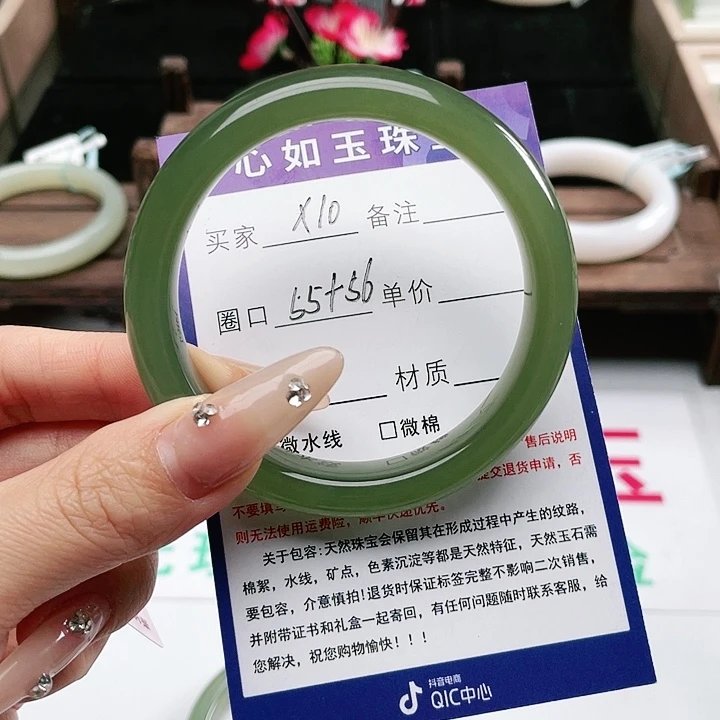 心如玉珠
买家 X10 备注
圈口 55+56 单价
材质
微水线 □微棉
售后说明
提交退货申请，否
不要填
则无法使用运费险，顺丰快递优先。
关于包容:天然珠宝会保留其在形成过程中产生的纹路，
棉絮，水线，矿点，色素沉淀等都是天然特征，天然玉石需
要包容，介意慎拍!退货时保证标签完整不影响二次销售，
并附带证书和礼盒一起寄回，有任何问题随时联系客服，给
您解决，祝您购物愉快！！！
抖音电商
QIC中心